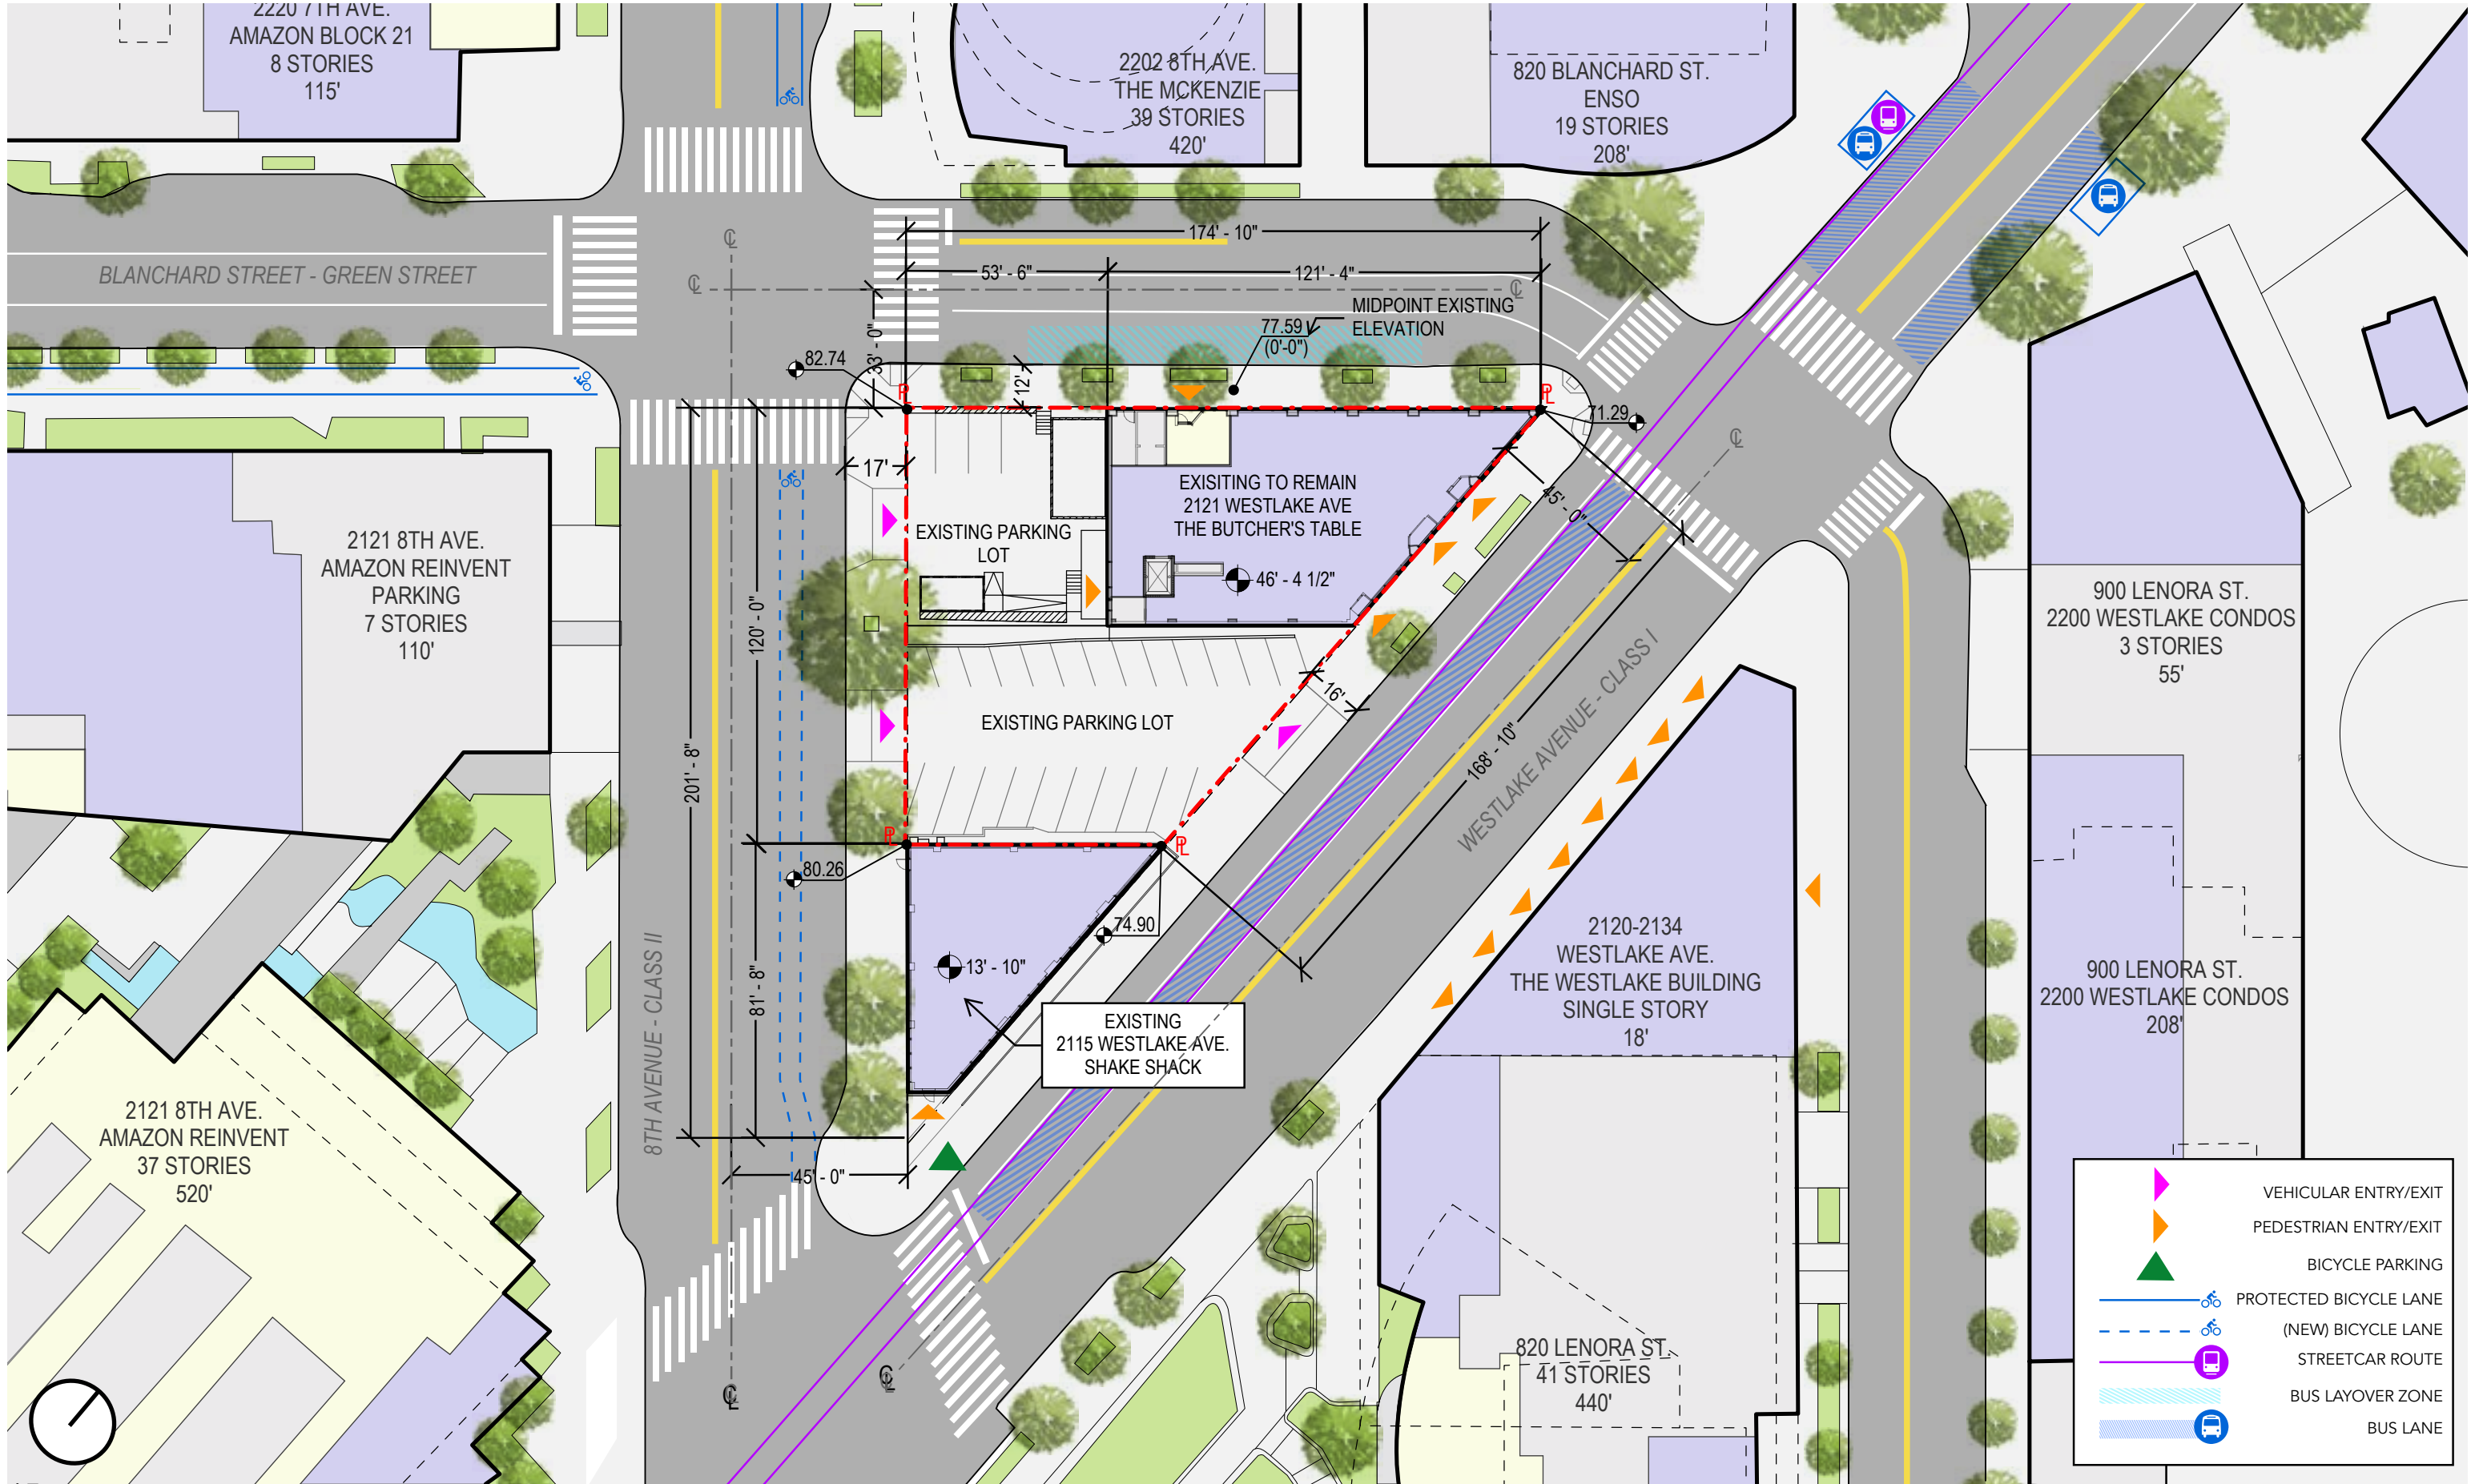 2220 7TH AVE.
AMAZON BLOCK 21
8 STORIES
115'
2202 8TH AVE.
THE MCKENZIE
39 STORIES
420'
820 BLANCHARD ST.
ENSO
19 STORIES
208'
BLANCHARD STREET - GREEN STREET
174' - 10"
53' - 6"
121' - 4"
33' - 0"
12'
MIDPOINT EXISTING
ELEVATION
77.59
(0'-0")
82.74
71.29
17'
45' - 0"
EXISTING PARKING
LOT
EXISITING TO REMAIN
2121 WESTLAKE AVE
THE BUTCHER'S TABLE
46' - 4 1/2"
2121 8TH AVE.
AMAZON REINVENT
PARKING
7 STORIES
110'
120' - 0"
201' - 8"
EXISTING PARKING LOT
16'
168' - 10"
WESTLAKE AVENUE - CLASS I
900 LENORA ST.
2200 WESTLAKE CONDOS
3 STORIES
55'
80.26
74.90
81' - 8"
8TH AVENUE - CLASS II
13' - 10"
EXISTING
2115 WESTLAKE AVE.
SHAKE SHACK
2120-2134
WESTLAKE AVE.
THE WESTLAKE BUILDING
SINGLE STORY
18'
900 LENORA ST.
2200 WESTLAKE CONDOS
208'
45' - 0"
2121 8TH AVE.
AMAZON REINVENT
37 STORIES
520'
820 LENORA ST.
41 STORIES
440'
VEHICULAR ENTRY/EXIT
PEDESTRIAN ENTRY/EXIT
BICYCLE PARKING
PROTECTED BICYCLE LANE
(NEW) BICYCLE LANE
STREETCAR ROUTE
BUS LAYOVER ZONE
BUS LANE